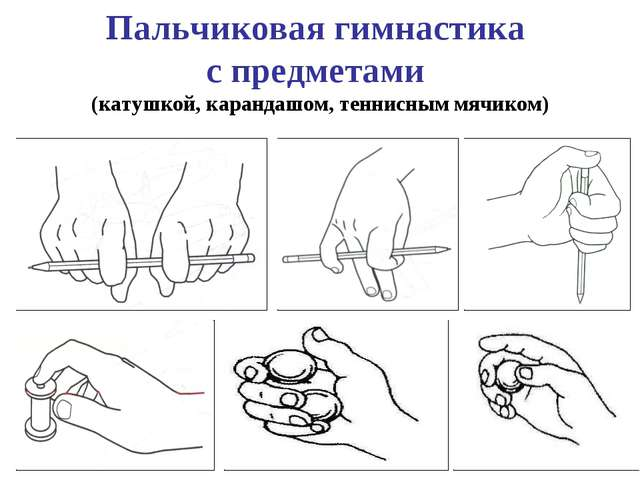 Пальчиковая гимнастика
с предметами
(катушкой, карандашом, теннисным мячиком)